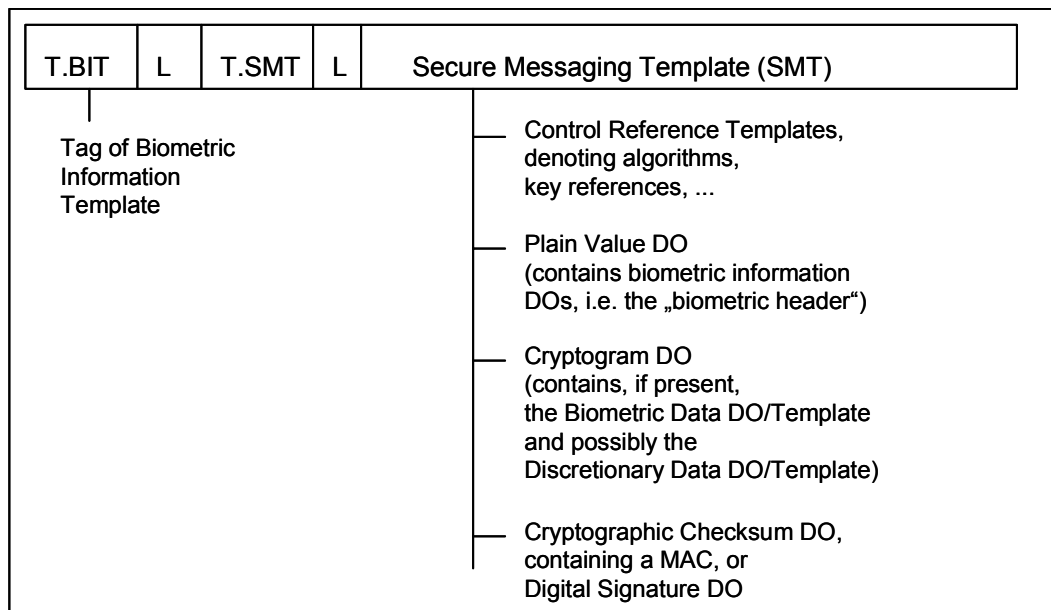 T.BIT L T.SMT L Secure Messaging Template (SMT)
Tag of Biometric
Information
Template
Control Reference Templates,
denoting algorithms,
key references, ...
Plain Value DO
(contains biometric information
DOs, i.e. the „biometric header“)
Cryptogram DO
(contains, if present,
the Biometric Data DO/Template
and possibly the
Discretionary Data DO/Template)
Cryptographic Checksum DO,
containing a MAC, or
Digital Signature DO